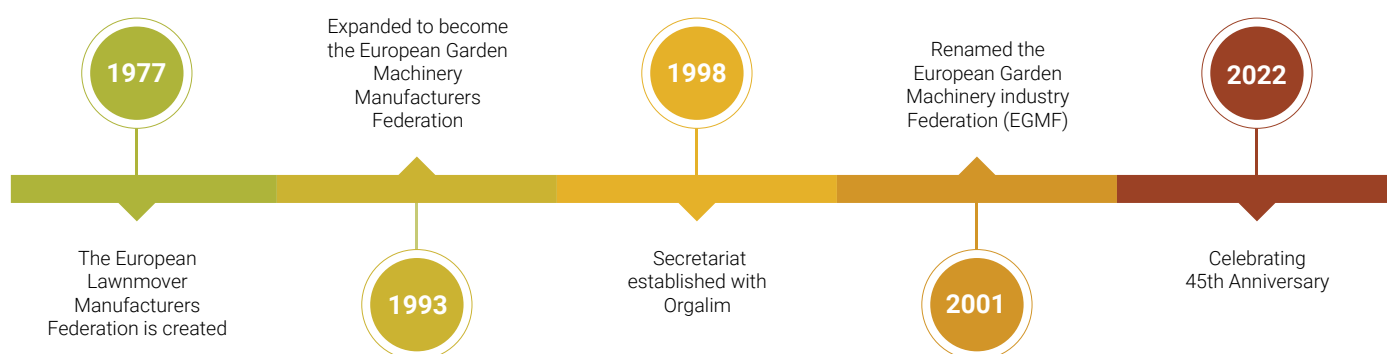 1977
The European
Lawnmover
Manufacturers
Federation is created
Expanded to become
the European Garden
Machinery
Manufacturers
Federation
1993
1998
Secretariat
established with
Orgalim
Renamed the
European Garden
Machinery industry
Federation (EGMF)
2001
2022
Celebrating
45th Anniversary